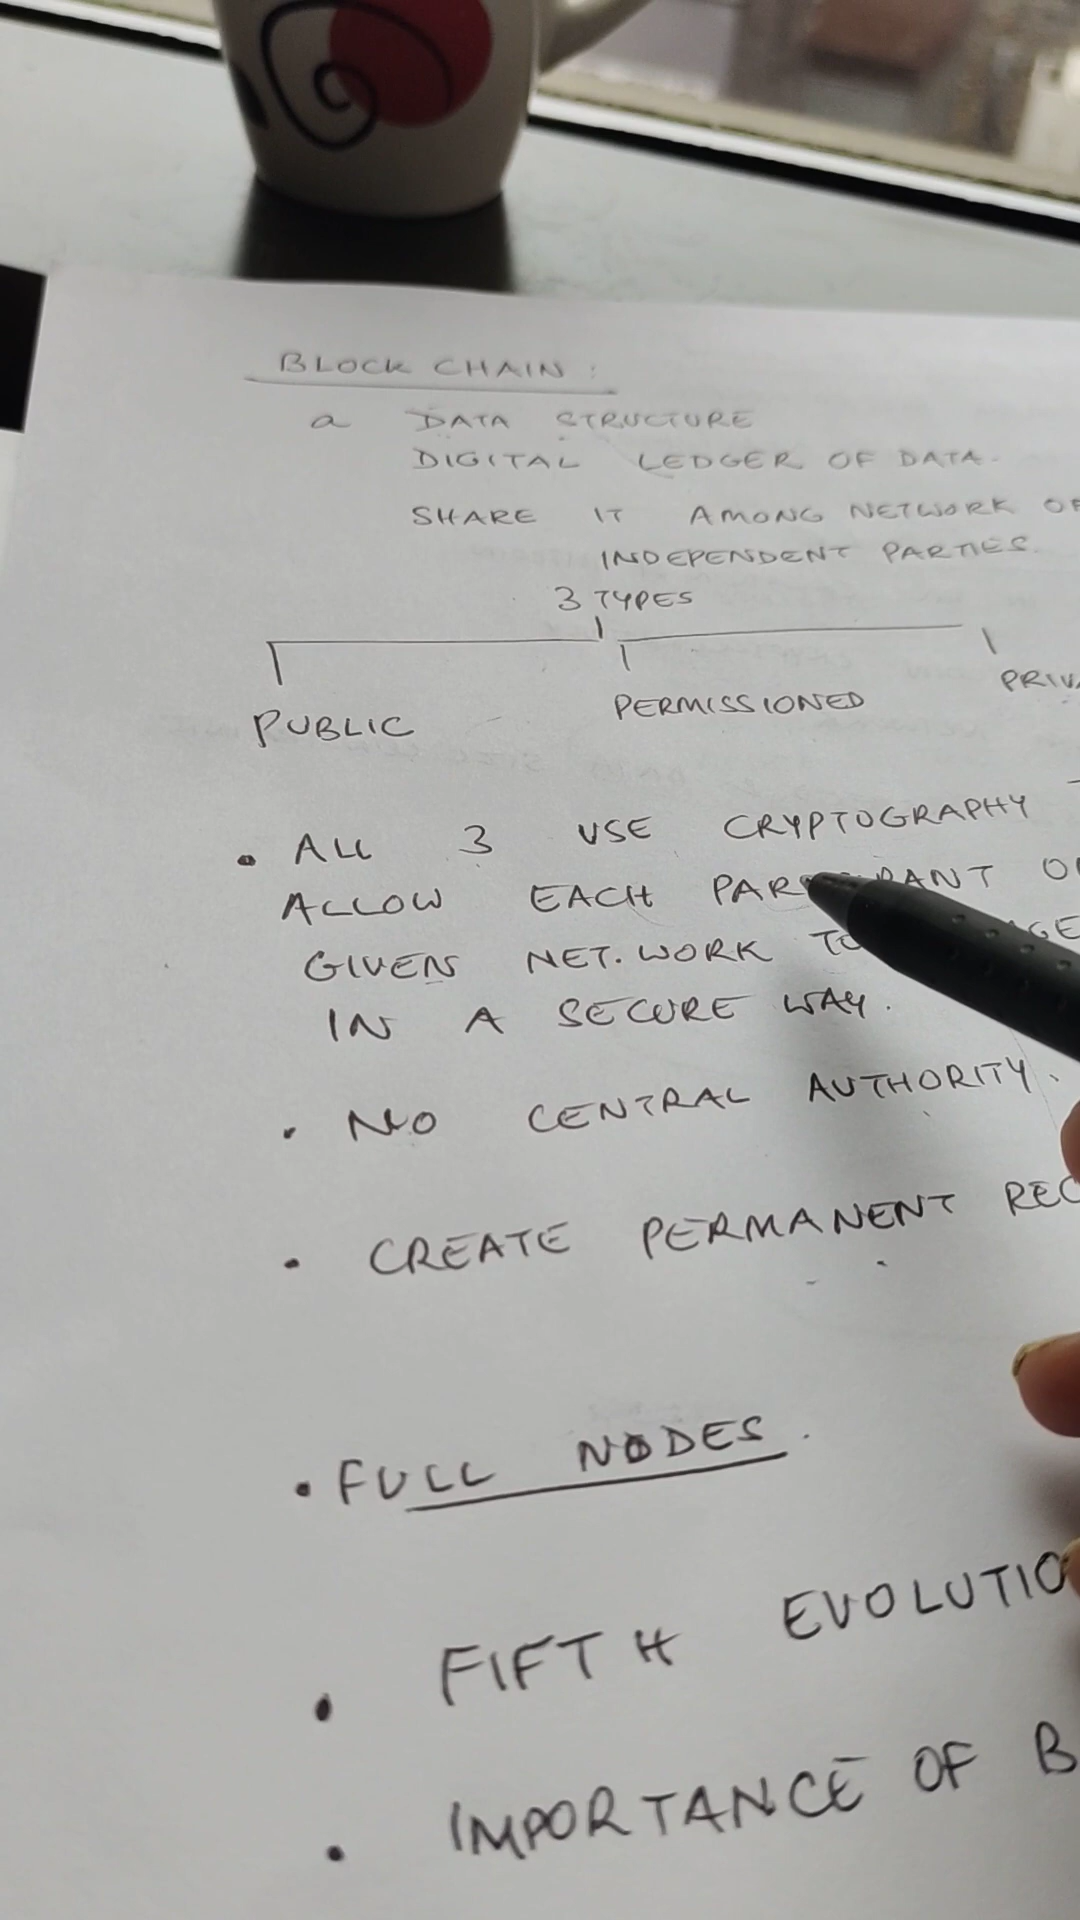 BLOCK CHAIN :
a DATA STRUCTURE
DIGITAL LEDGER OF DATA.
SHARE IT AMONG NETWORK OF
INDEPENDENT PARTIES.
3 TYPES
PUBLIC PERMISSIONED
• ALL 3 USE CRYPTOGRAPHY
ALLOW EACH
GIVEN NET.WORK TO
IN A SECURE WAY.
• NO CENTRAL AUTHORITY.
• CREATE PERMANENT
• FULL NODES.
• FIFTH
• IMPORTANCE OF